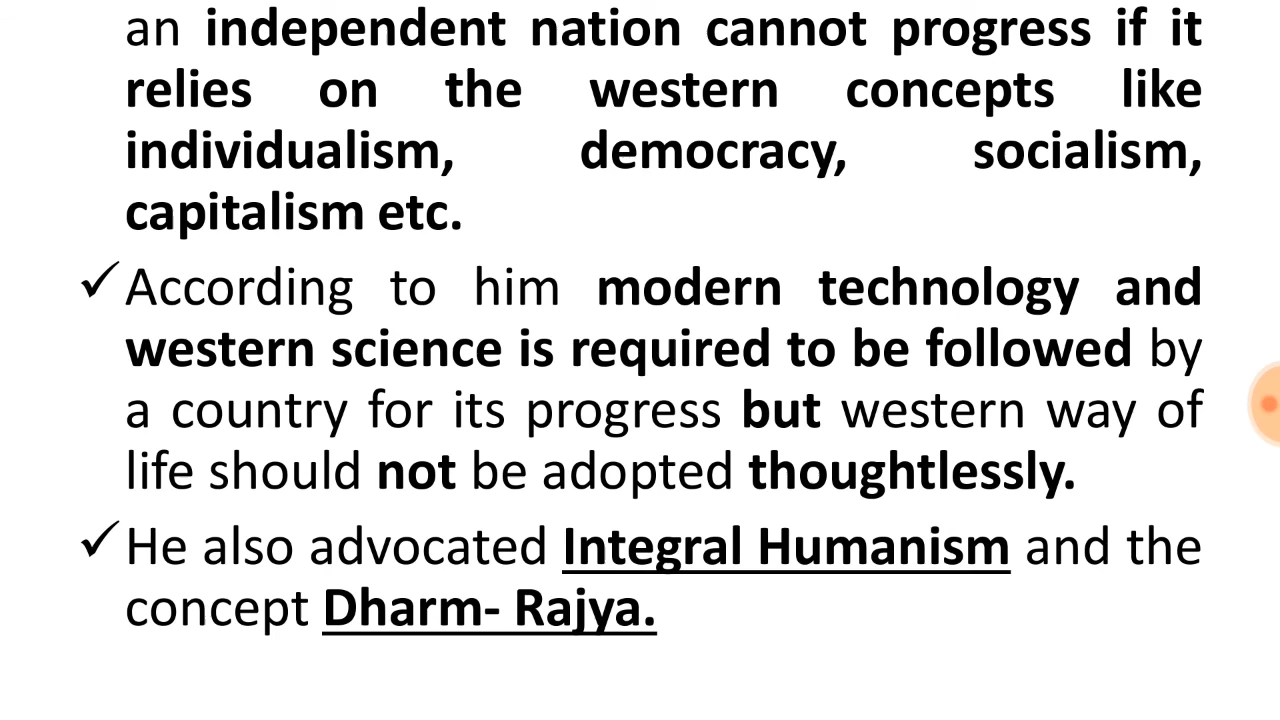 an independent nation cannot progress if it
relies on the western concepts like
individualism, democracy, socialism,
capitalism etc.
✓According to him modern technology and
western science is required to be followed by
a country for its progress but western way of
life should not be adopted thoughtlessly.
✓He also advocated Integral Humanism and the
concept Dharm- Rajya.